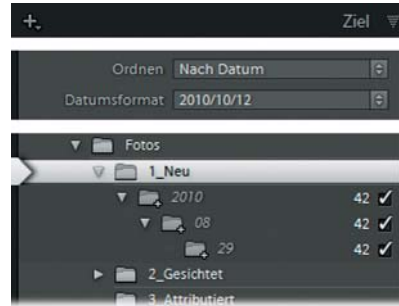 Ziel
Ordnen Nach Datum
Datumsformat 2010/10/12
Fotos
1_Neu
2010 42
08 42
29 42
2_Gesichtet
3_Attributiert